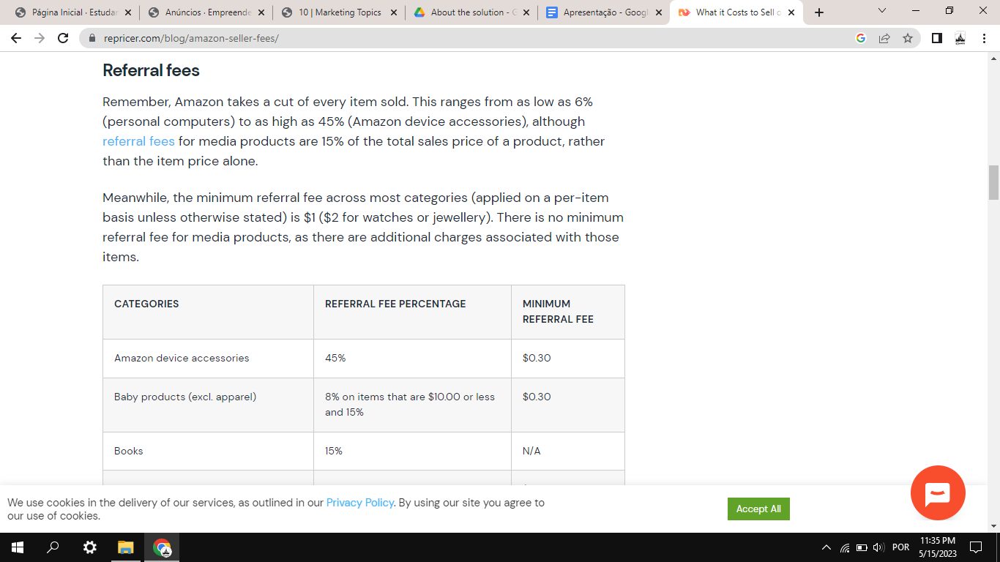 Página Inicial · Estudar
Anúncios · Empreende
10 | Marketing Topics
About the solution - G
Apresentação - Googl
What it Costs to Sell o
repricer.com/blog/amazon-seller-fees/
Referral fees
Remember, Amazon takes a cut of every item sold. This ranges from as low as 6%
(personal computers) to as high as 45% (Amazon device accessories), although
referral fees for media products are 15% of the total sales price of a product, rather
than the item price alone.
Meanwhile, the minimum referral fee across most categories (applied on a per-item
basis unless otherwise stated) is $1 ($2 for watches or jewellery). There is no minimum
referral fee for media products, as there are additional charges associated with those
items.
CATEGORIES
REFERRAL FEE PERCENTAGE
MINIMUM
REFERRAL FEE
Amazon device accessories
45%
$0.30
Baby products (excl. apparel)
8% on items that are $10.00 or less
and 15%
$0.30
Books
15%
N/A
We use cookies in the delivery of our services, as outlined in our Privacy Policy. By using our site you agree to
our use of cookies.
Accept All
POR
11:35 PM
5/15/2023